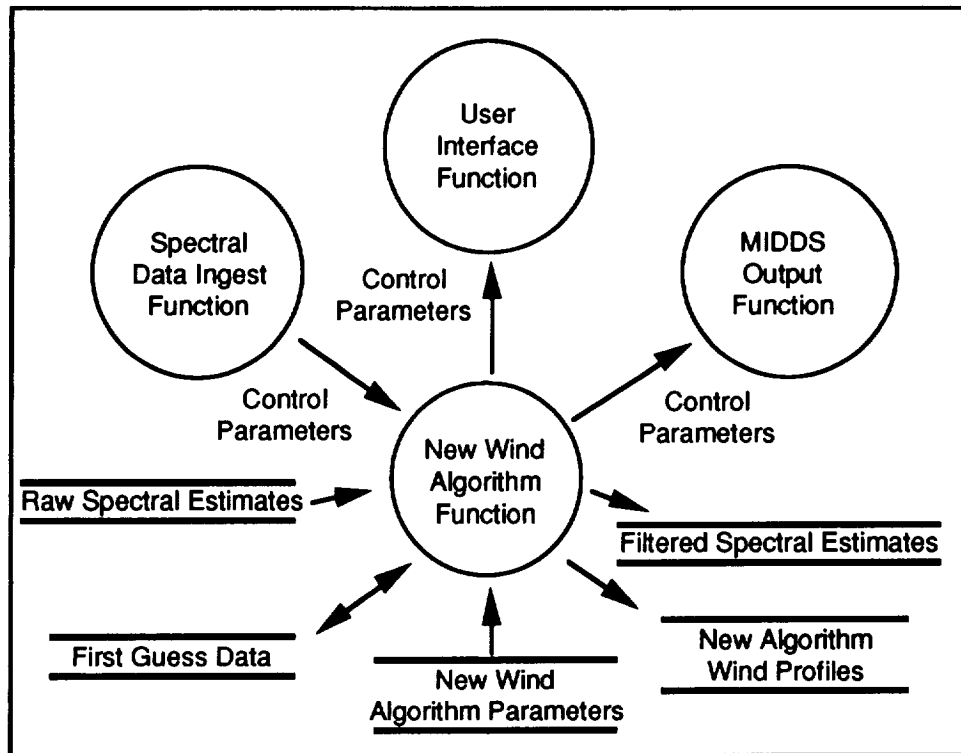 User
Interface
Function
Spectral
Data Ingest
Function
MIDDS
Output
Function
Control
Parameters
Control
Parameters
Control
Parameters
New Wind
Algorithm
Function
Raw Spectral Estimates
Filtered Spectral Estimates
First Guess Data
New Wind
Algorithm Parameters
New Algorithm
Wind Profiles